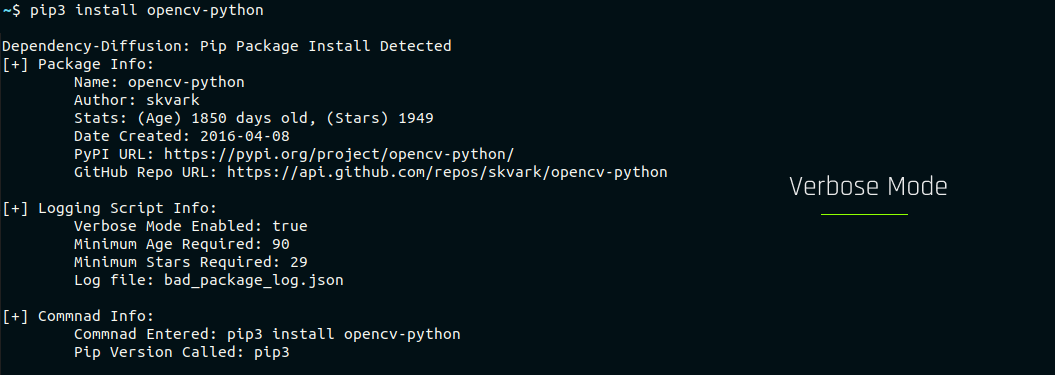 ~$ pip3 install opencv-python
Dependency-Diffusion: Pip Package Install Detected
[+] Package Info:
Name: opencv-python
Author: skvark
Stats: (Age) 1850 days old, (Stars) 1949
Date Created: 2016-04-08
PyPI URL: https://pypi.org/project/opencv-python/
GitHub Repo URL: https://api.github.com/repos/skvark/opencv-python
Verbose Mode
[+] Logging Script Info:
Verbose Mode Enabled: true
Minimum Age Required: 90
Minimum Stars Required: 29
Log file: bad_package_log.json
[+] Commnad Info:
Commnad Entered: pip3 install opencv-python
Pip Version Called: pip3